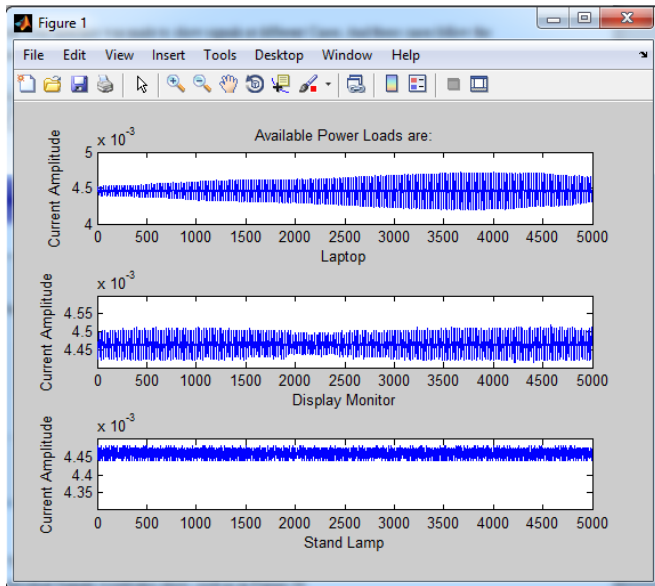 Figure 1
File Edit View Insert Tools Desktop Window Help
Available Power Loads are:
x 10^-3
Current Amplitude
5
4.5
4
0 500 1000 1500 2000 2500 3000 3500 4000 4500 5000
Laptop
x 10^-3
Current Amplitude
4.55
4.5
4.45
0 500 1000 1500 2000 2500 3000 3500 4000 4500 5000
Display Monitor
x 10^-3
Current Amplitude
4.45
4.4
4.35
0 500 1000 1500 2000 2500 3000 3500 4000 4500 5000
Stand Lamp